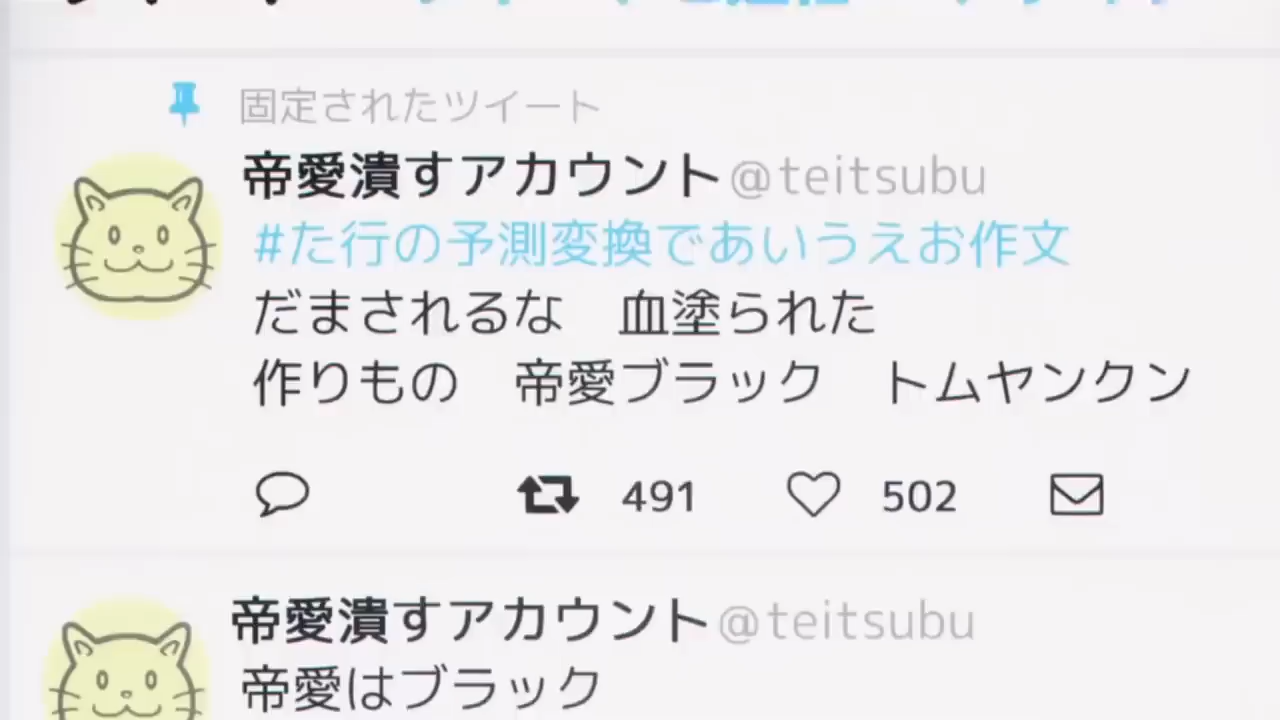 固定されたツイート
帝愛潰すアカウント@teitsubu
#た行の予測変換であいうえお作文
だまされるな　血塗られた
作りもの　帝愛ブラック　トムヤンクン
491 502
帝愛潰すアカウント@teitsubu
帝愛はブラック